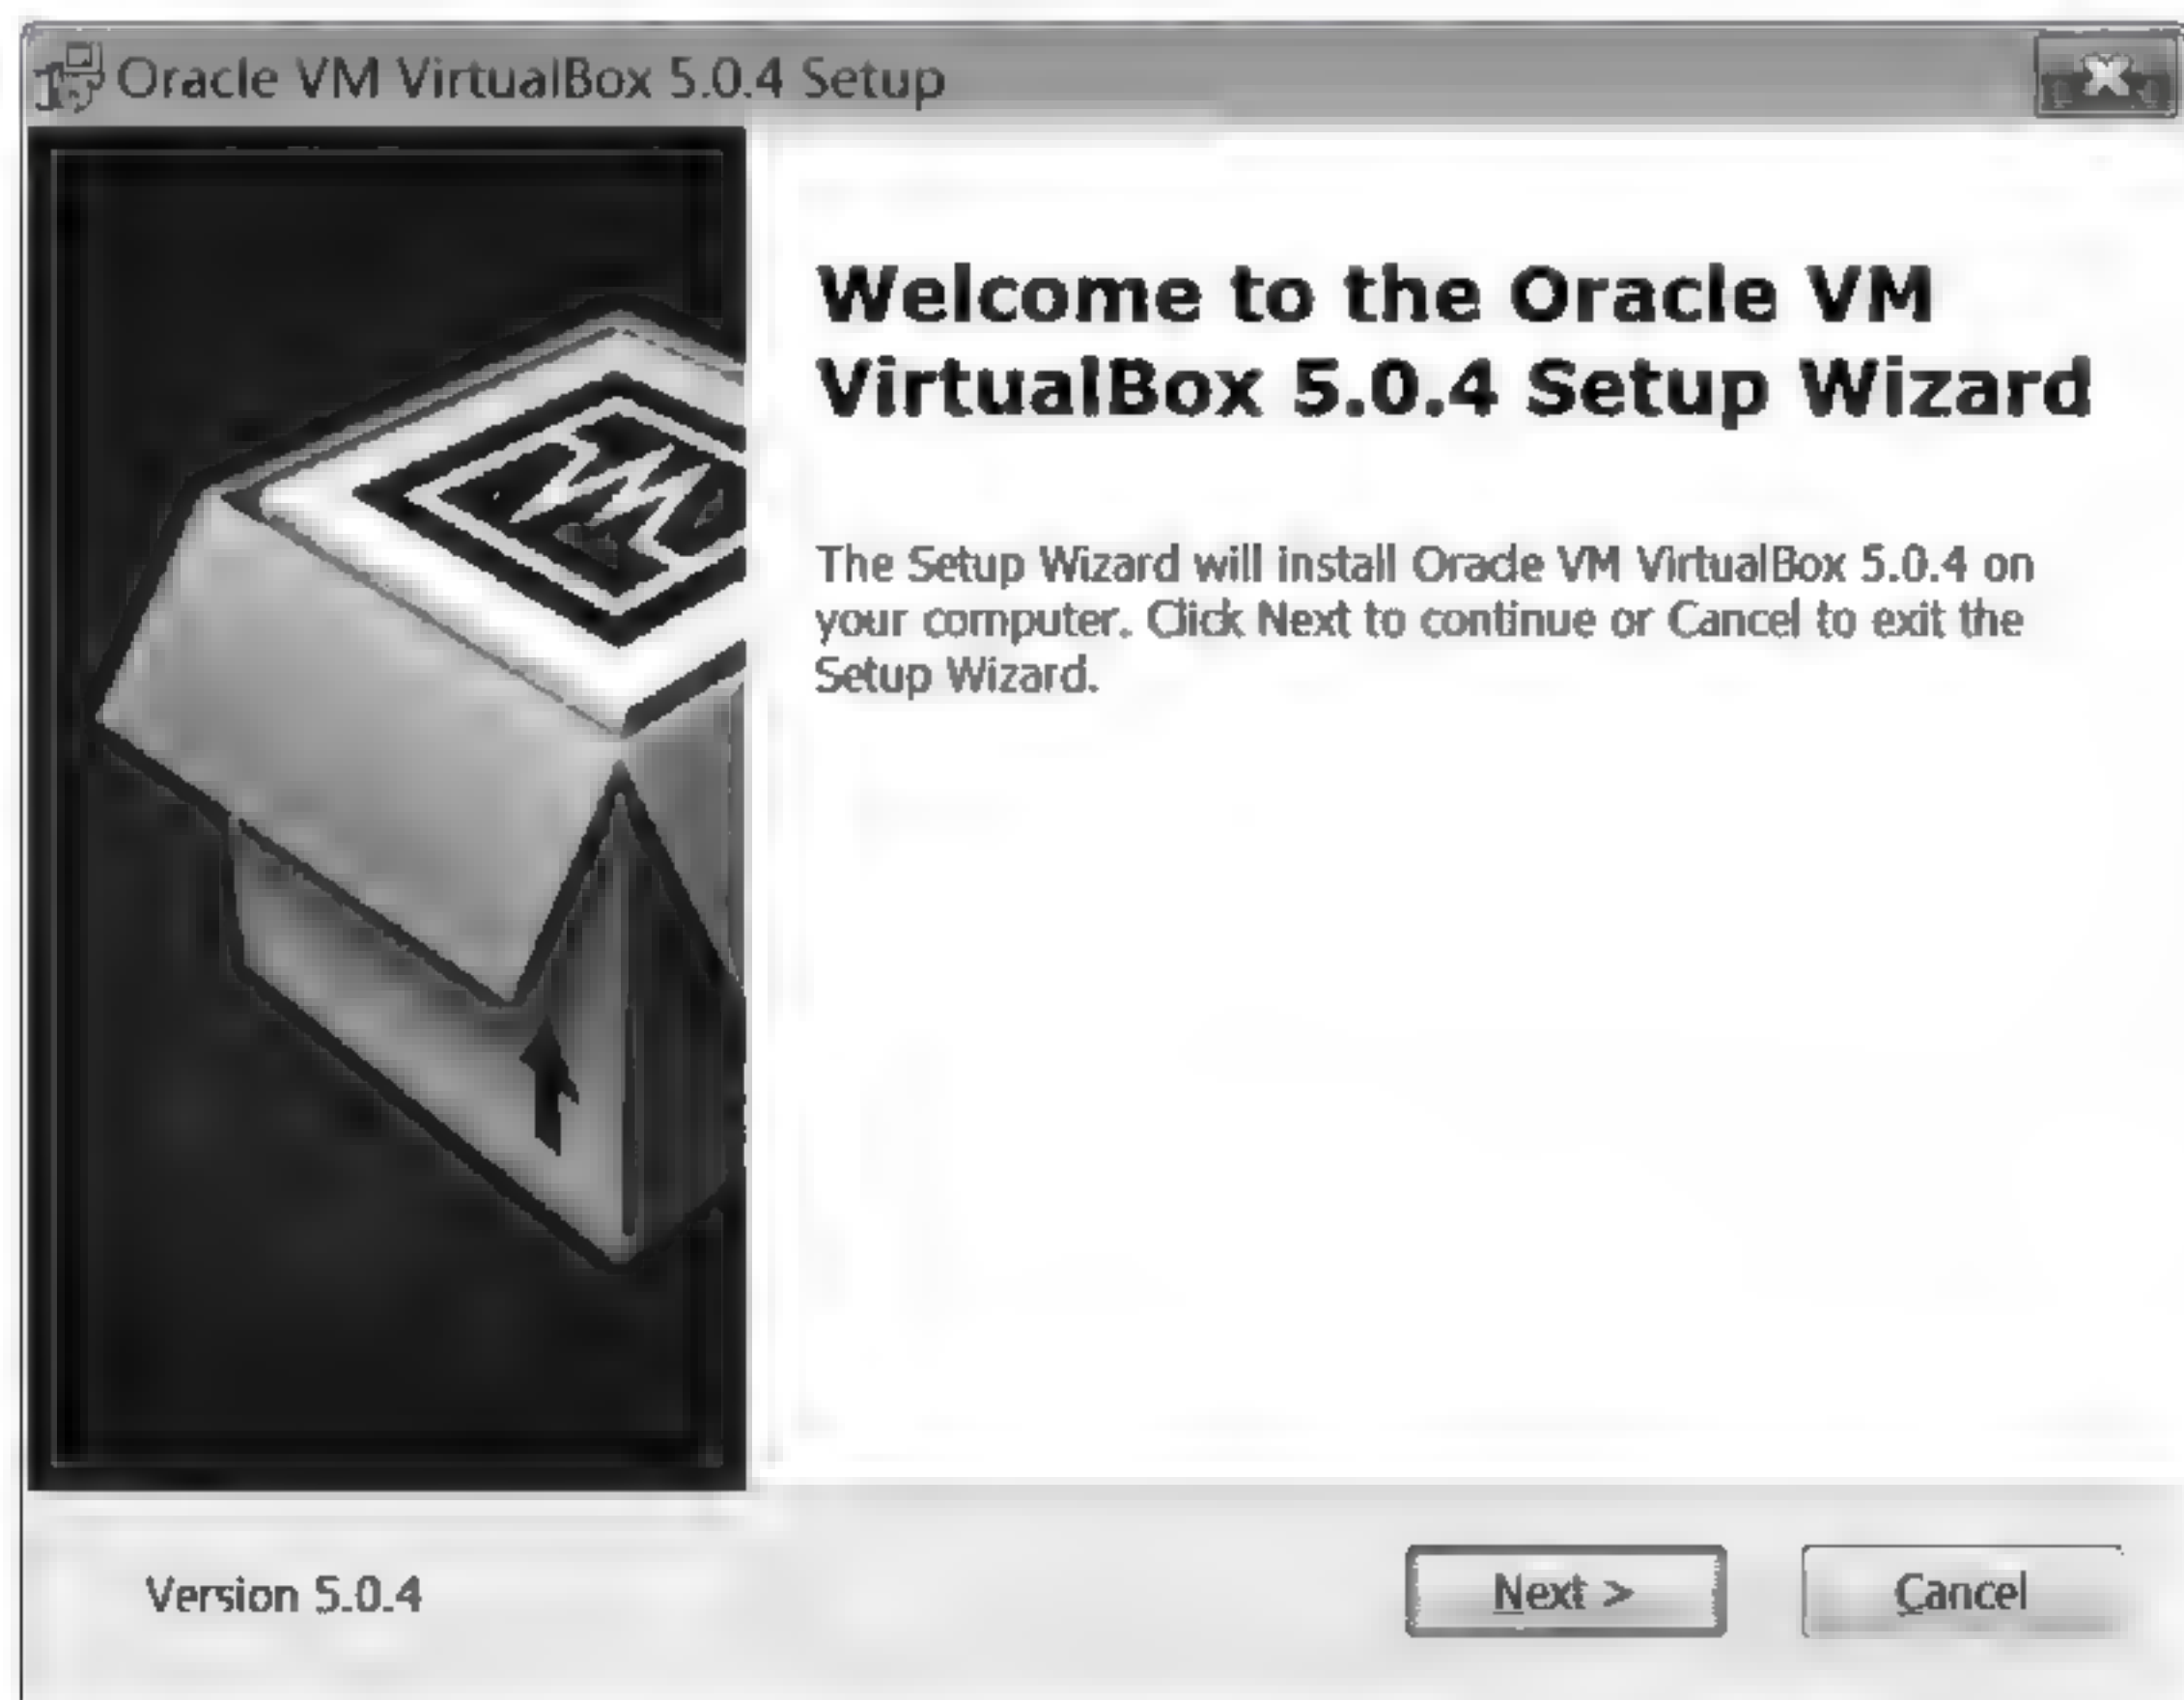 Oracle VM VirtualBox 5.0.4 Setup
Welcome to the Oracle VM
VirtualBox 5.0.4 Setup Wizard
The Setup Wizard will install Oracle VM VirtualBox 5.0.4 on
your computer. Click Next to continue or Cancel to exit the
Setup Wizard.
Version 5.0.4
Next >
Cancel